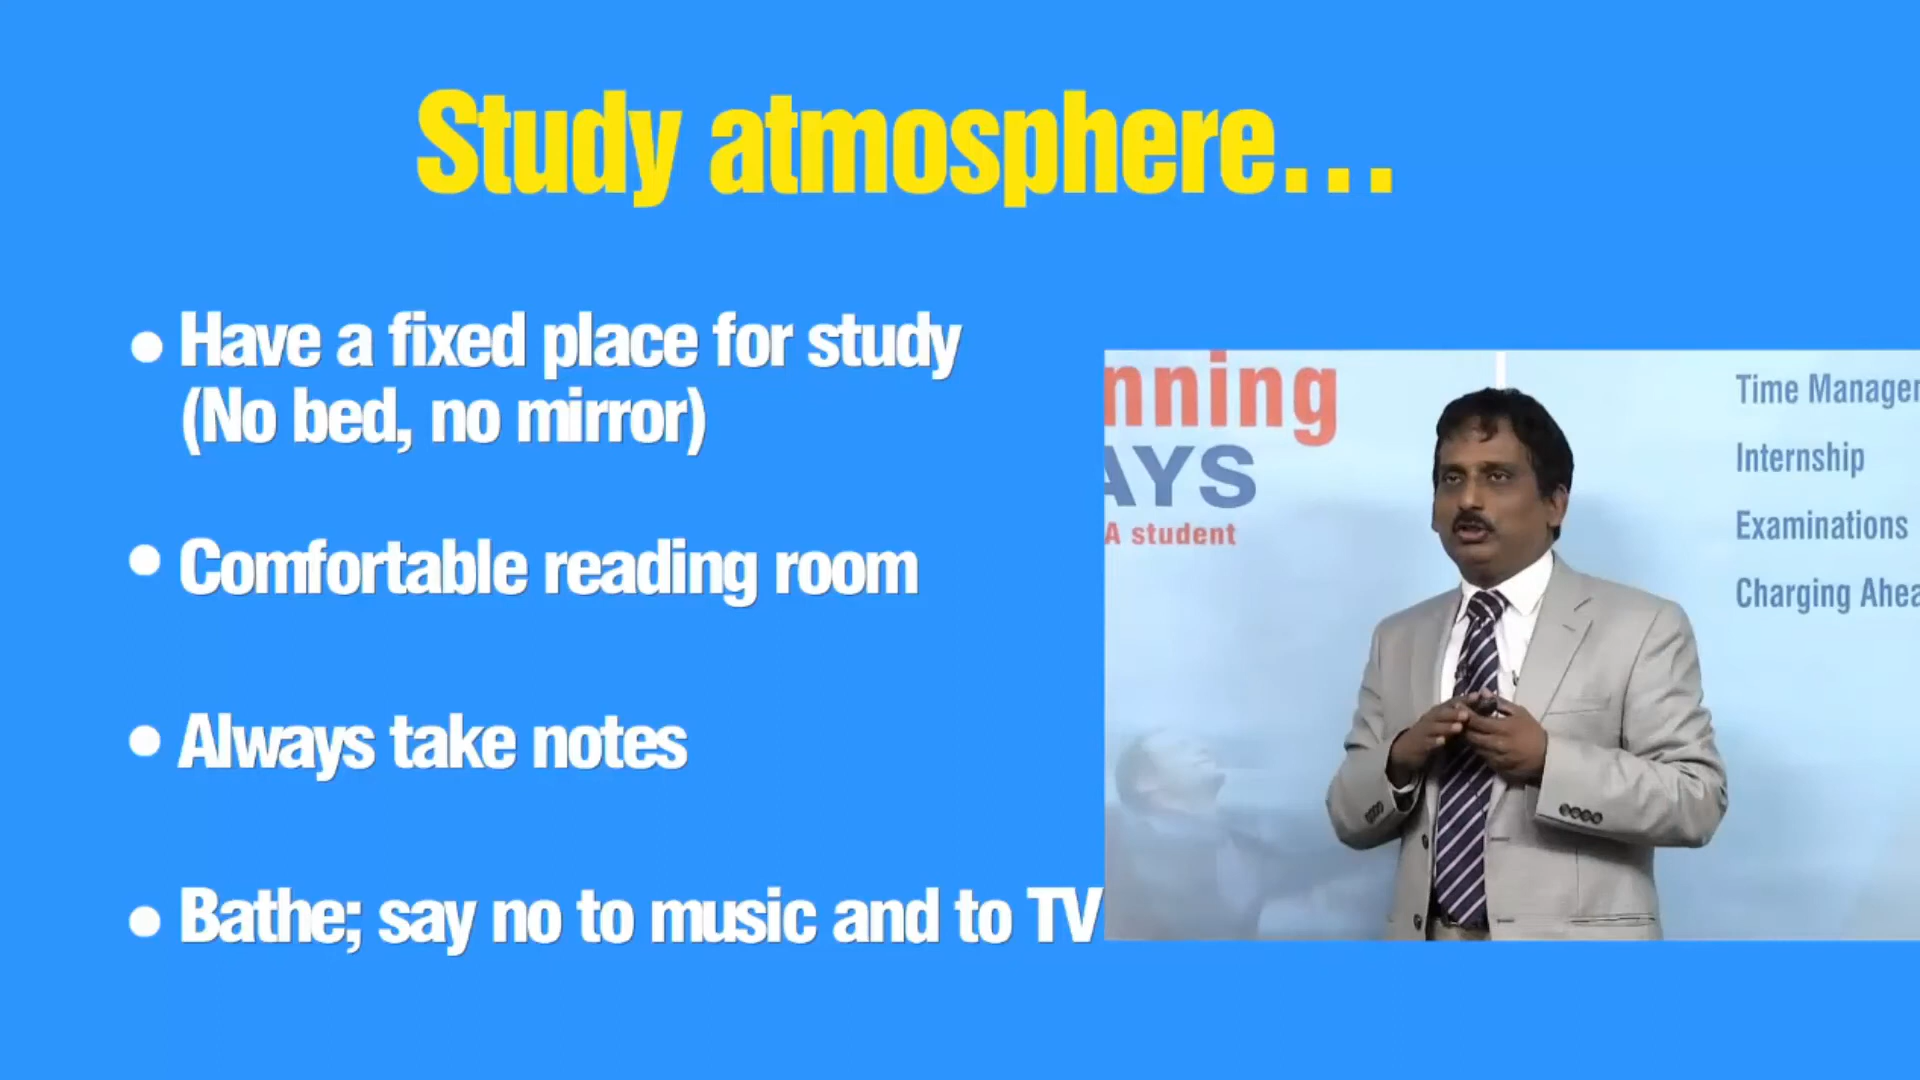 Study atmosphere...
• Have a fixed place for study
(No bed, no mirror)
• Comfortable reading room
• Always take notes
• Bathe; say no to music and to TV
nning
AYS
A student
Time Manager
Internship
Examinations
Charging Ahea